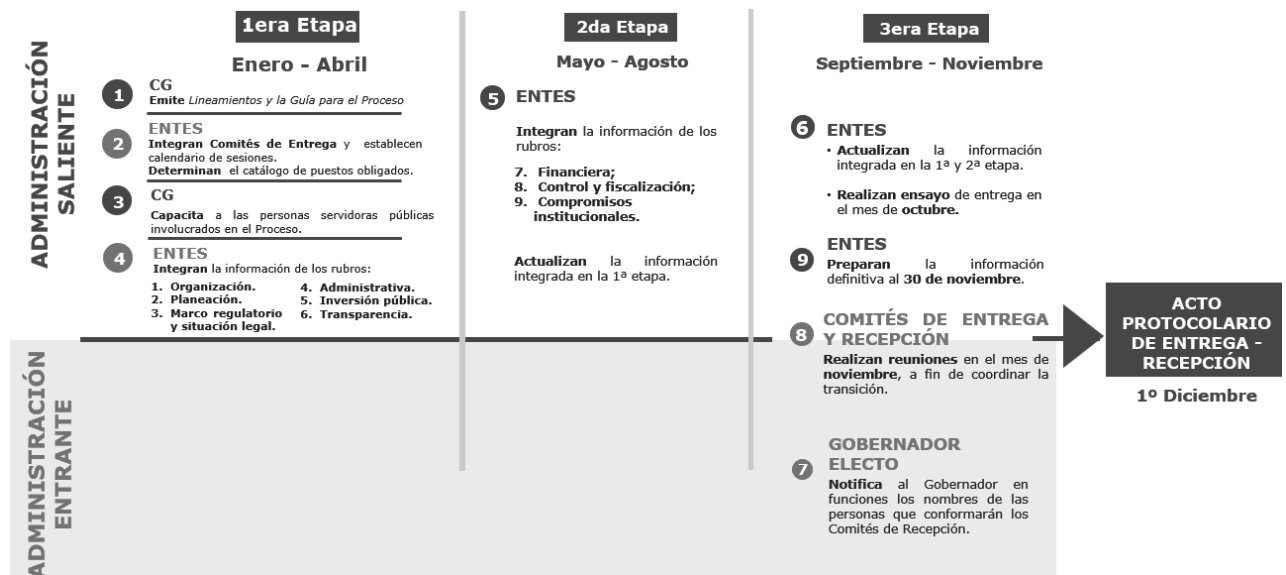 ADMINISTRACIÓN
SALIENTE
1era Etapa
Enero - Abril
1
CG
Emite Lineamientos y la Guía para el Proceso
2
ENTES
Integran Comités de Entrega y establecen
calendario de sesiones.
Determinan el catálogo de puestos obligados.
3
CG
Capacita a las personas servidoras públicas
involucrados en el Proceso.
4
ENTES
Integran la información de los rubros:
1. Organización.
2. Planeación.
3. Marco regulatorio
y situación legal.
4. Administrativa.
5. Inversión pública.
6. Transparencia.
2da Etapa
Mayo - Agosto
5
ENTES
Integran la información de los
rubros:
7. Financiera;
8. Control y fiscalización;
9. Compromisos
institucionales.
Actualizan la información
integrada en la 1ª etapa.
3era Etapa
Septiembre - Noviembre
6
ENTES
• Actualizan la información
integrada en la 1ª y 2ª etapa.
• Realizan ensayo de entrega en
el mes de octubre.
9
ENTES
Preparan la información
definitiva al 30 de noviembre.
8
COMITÉS DE ENTREGA
Y RECEPCIÓN
Realizan reuniones en el mes de
noviembre, a fin de coordinar la
transición.
ADMINISTRACIÓN
ENTRANTE
7
GOBERNADOR
ELECTO
Notifica al Gobernador en
funciones los nombres de las
personas que conformarán los
Comités de Recepción.
ACTO
PROTOCOLARIO
DE ENTREGA -
RECEPCIÓN
1º Diciembre